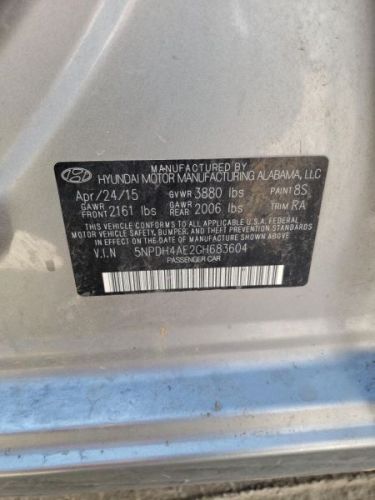 MANUFACTURED BY
HYUNDAI MOTOR MANUFACTURING ALABAMA, LLC
Apr/24/15 GVWR 3880 lbs PAINT 8S
GAWR FRONT 2161 lbs GAWR REAR 2006 lbs TRIM RA
THIS VEHICLE CONFORMS TO ALL APPLICABLE U.S.A. FEDERAL
MOTOR VEHICLE SAFETY, BUMPER, AND THEFT PREVENTION STANDARDS
IN EFFECT ON THE DATE OF MANUFACTURE SHOWN ABOVE.
V.I.N 5NPDH4AE2GH683604
PASSENGER CAR